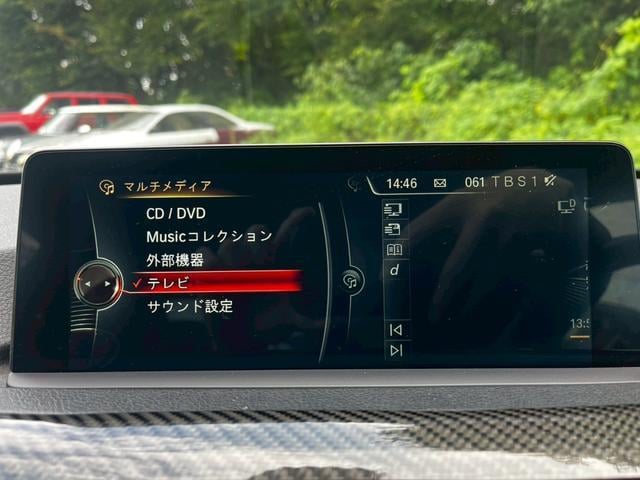 マルチメディア
CD / DVD
Musicコレクション
外部機器
テレビ
サウンド設定
14:46
061 TBS1
d
D